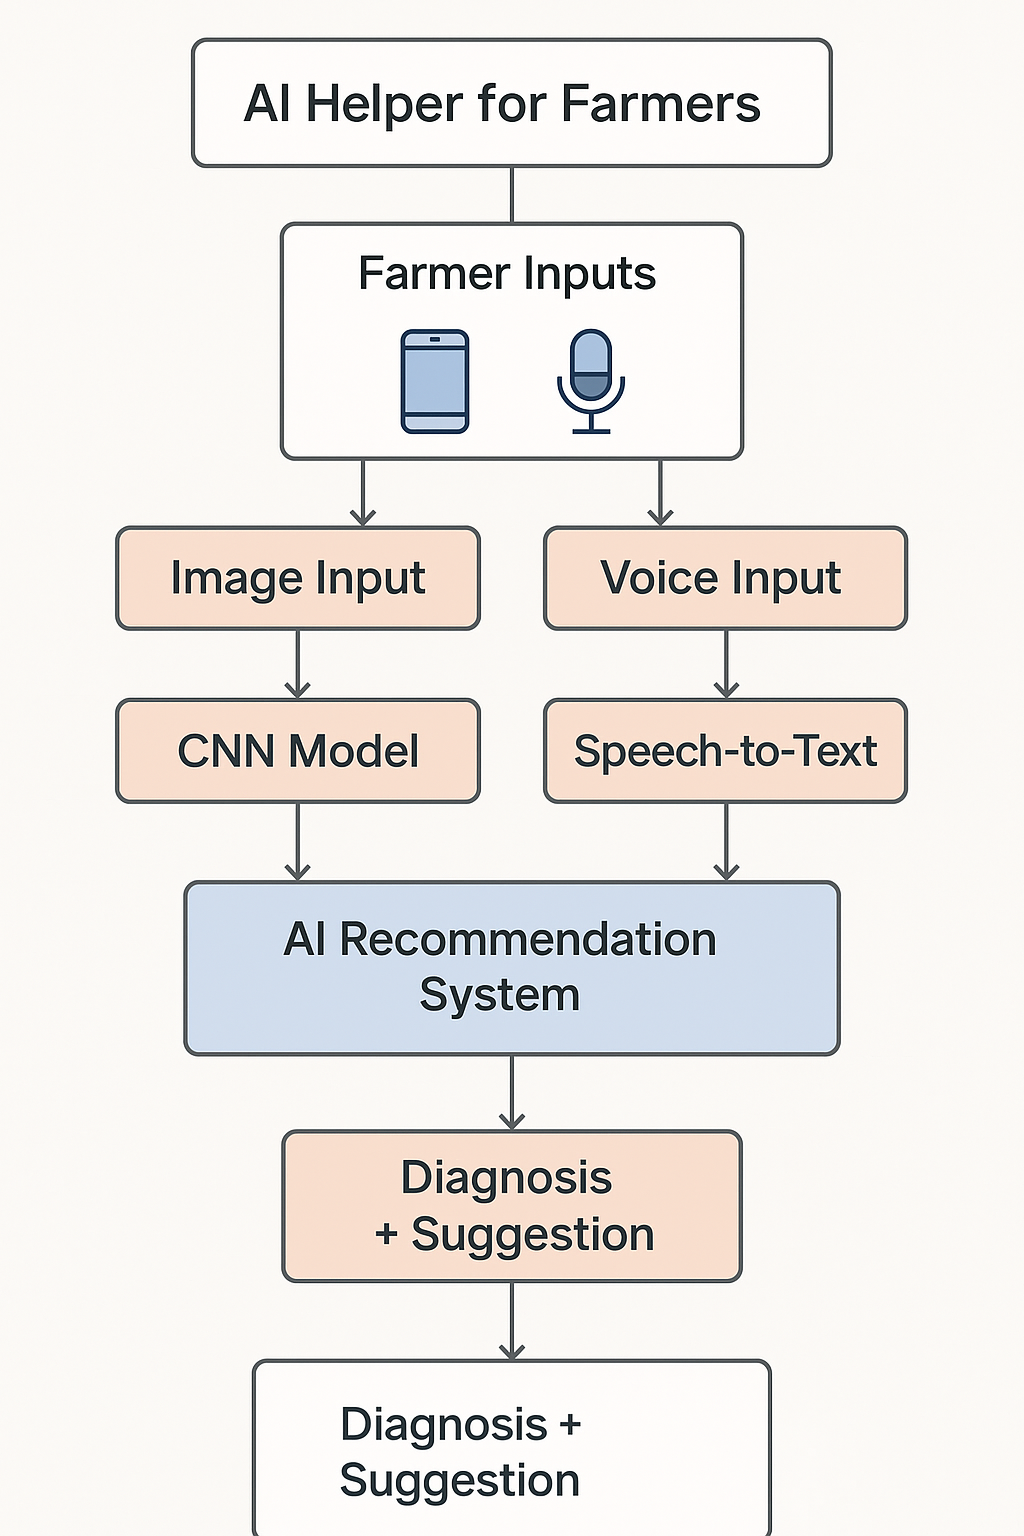 AI Helper for Farmers
Farmer Inputs
Image Input
Voice Input
CNN Model
Speech-to-Text
AI Recommendation
System
Diagnosis
+ Suggestion
Diagnosis +
Suggestion